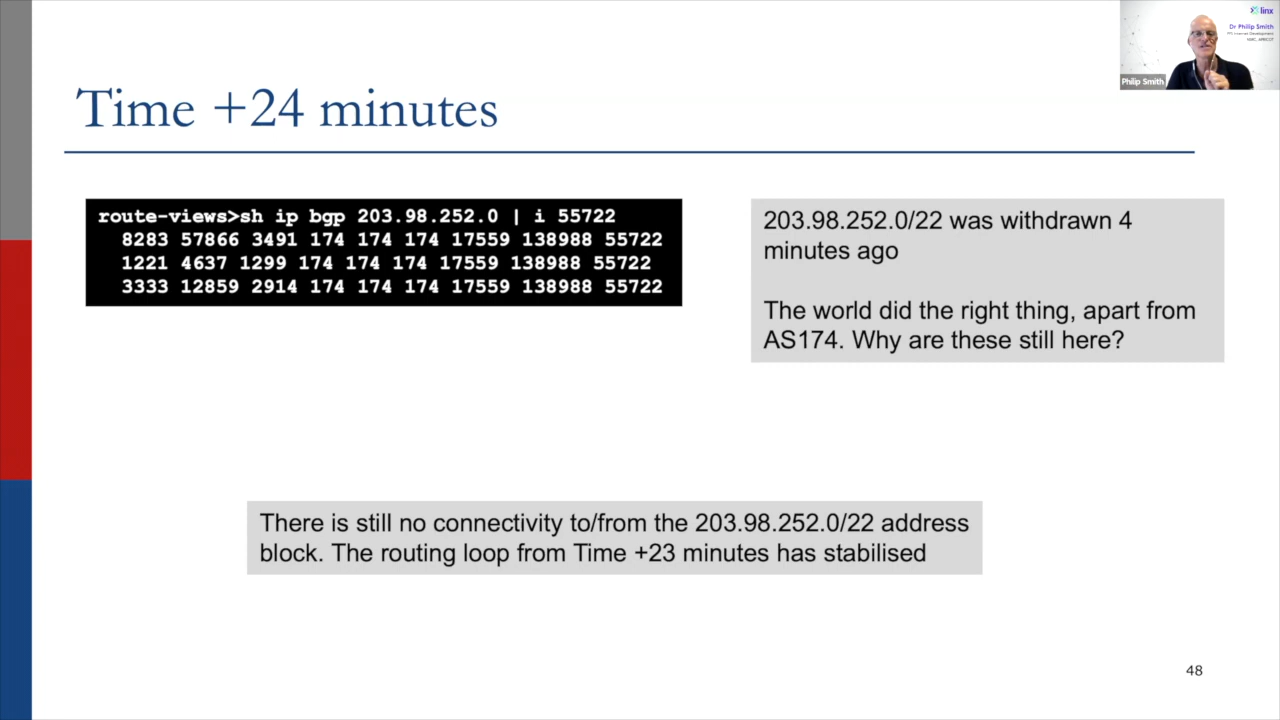 linx
Dr Philip Smith
Philip Smith
Time +24 minutes
route-views>sh ip bgp 203.98.252.0 | i 55722
8283 57866 3491 174 174 174 17559 138988 55722
1221 4637 1299 174 174 174 17559 138988 55722
3333 12859 2914 174 174 174 17559 138988 55722
203.98.252.0/22 was withdrawn 4
minutes ago
The world did the right thing, apart from
AS174. Why are these still here?
There is still no connectivity to/from the 203.98.252.0/22 address
block. The routing loop from Time +23 minutes has stabilised
48